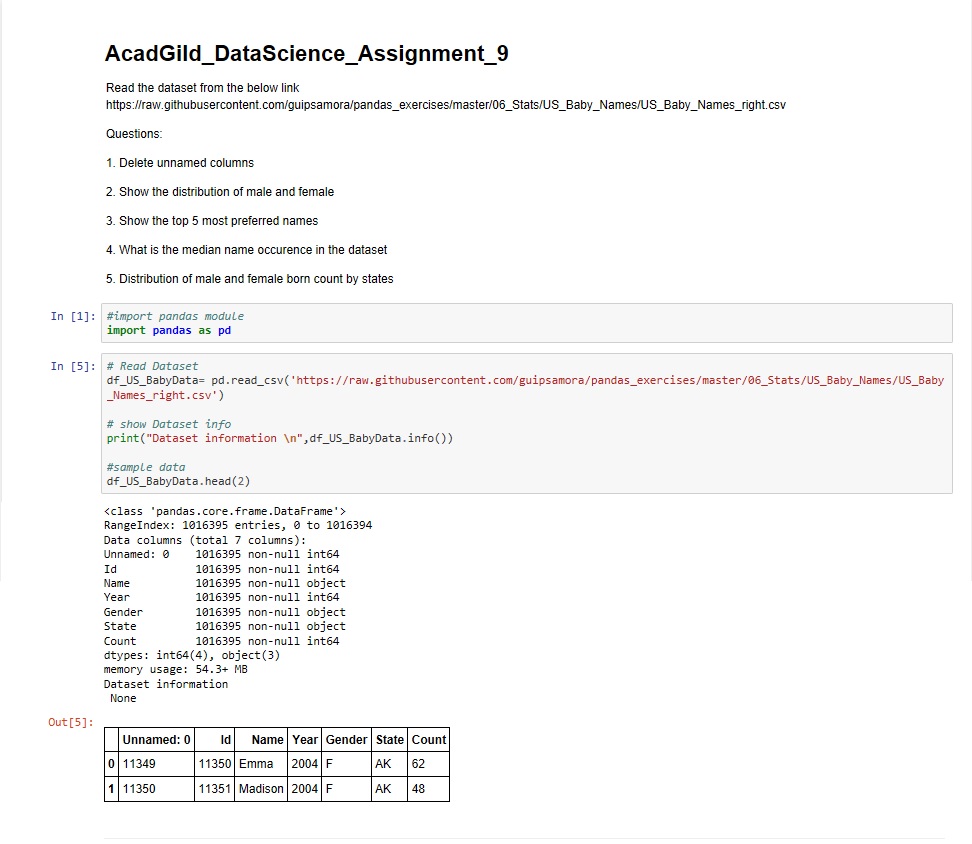 AcadGild_DataScience_Assignment_9
Read the dataset from the below link
https://raw.githubusercontent.com/guipsamora/pandas_exercises/master/06_Stats/US_Baby_Names/US_Baby_Names_right.csv
Questions:
1. Delete unnamed columns
2. Show the distribution of male and female
3. Show the top 5 most preferred names
4. What is the median name occurence in the dataset
5. Distribution of male and female born count by states
In [1]: #import pandas module
import pandas as pd
In [5]: # Read Dataset
df_US_BabyData= pd.read_csv('https://raw.githubusercontent.com/guipsamora/pandas_exercises/master/06_Stats/US_Baby_Names/US_Baby
_Names_right.csv')
# show Dataset info
print("Dataset information \n",df_US_BabyData.info())
#sample data
df_US_BabyData.head(2)
<class 'pandas.core.frame.DataFrame'>
RangeIndex: 1016395 entries, 0 to 1016394
Data columns (total 7 columns):
Unnamed: 0    1016395 non-null int64
Id            1016395 non-null int64
Name          1016395 non-null object
Year          1016395 non-null int64
Gender        1016395 non-null object
State         1016395 non-null object
Count         1016395 non-null int64
dtypes: int64(4), object(3)
memory usage: 54.3+ MB
Dataset information
None
Out[5]:
Unnamed: 0 Id Name Year Gender State Count
0 11349 11350 Emma 2004 F AK 62
1 11350 11351 Madison 2004 F AK 48